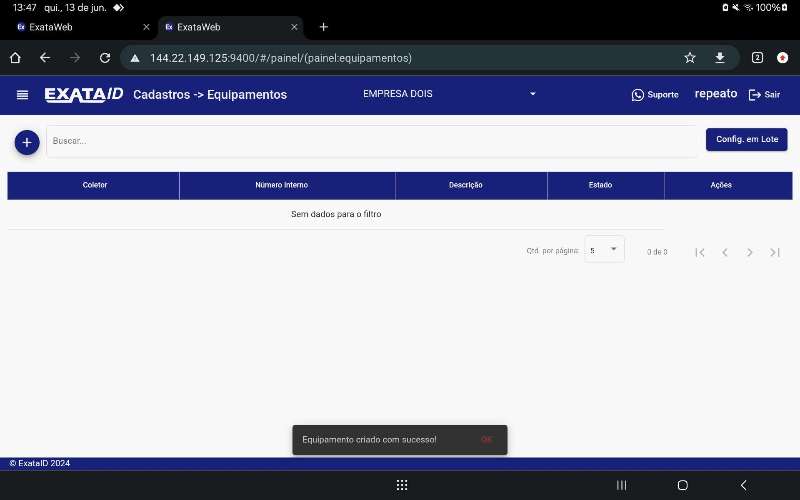 13:47 qui., 13 de jun.
100%
Ex ExataWeb
Ex ExataWeb
144.22.149.125:9400/#/painel/(painel:equipamentos)
2
EXATAID
Cadastros -> Equipamentos
EMPRESA DOIS
Suporte
repeato
Sair
+
Buscar...
Config. em Lote
Coletor
Número Interno
Descrição
Estado
Ações
Sem dados para o filtro
Qtd. por página:
5
0 de 0
Equipamento criado com sucesso!
OK
© ExataID 2024